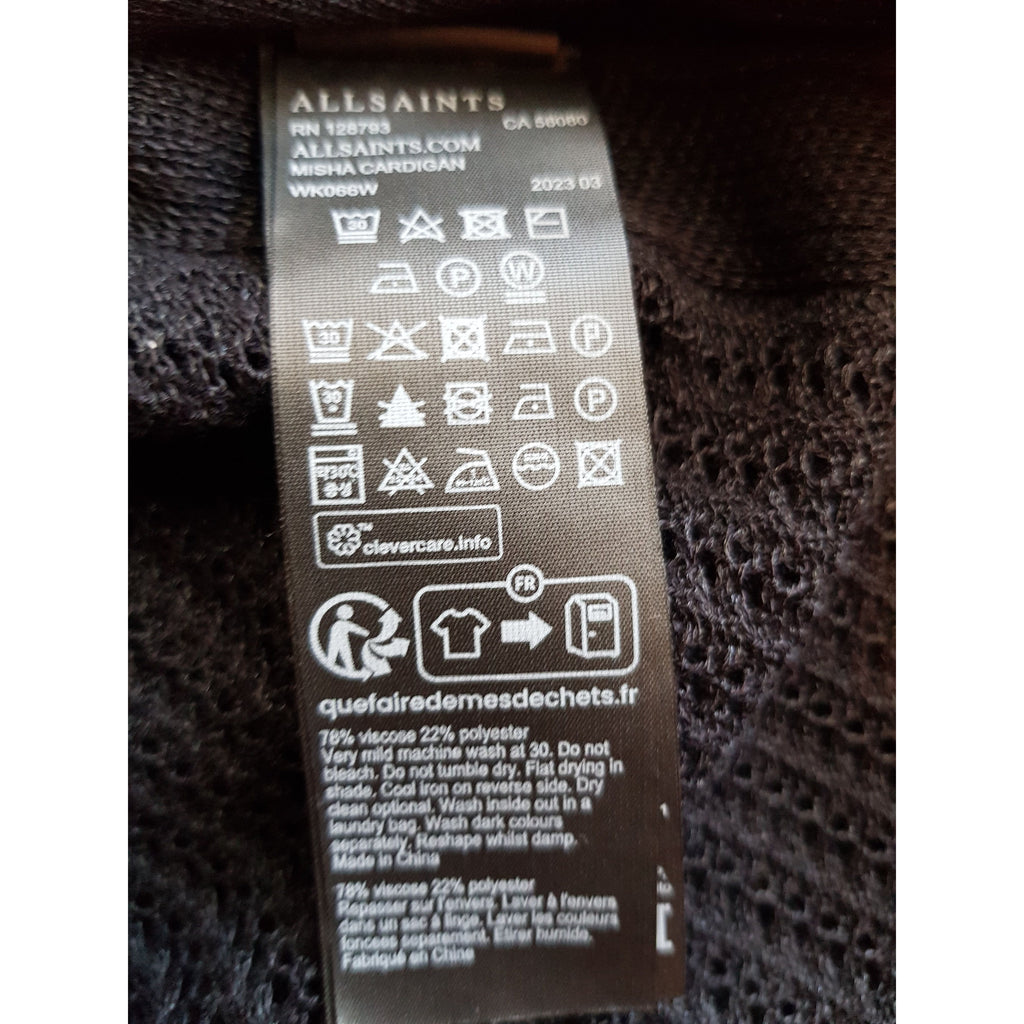 ALLSAINTS
RN 128793 CA 56080
ALLSAINTS.COM
MISHA CARDIGAN
WK066W 2023 03
30
P W
30 P
30 P
clevercare.info
FR
quefairedemesdechets.fr
78% viscose 22% polyester
Very mild machine wash at 30. Do not
bleach. Do not tumble dry. Flat drying in
shade. Cool iron on reverse side. Dry
clean optional. Wash inside out in a
laundry bag. Wash dark colours
separately. Reshape whilst damp.
Made in China
78% viscose 22% polyester
Repasser sur l'envers. Laver à l'envers
dans un sac à linge. Laver les couleurs
foncees separement. Etirer humide.
Fabriqué en Chine